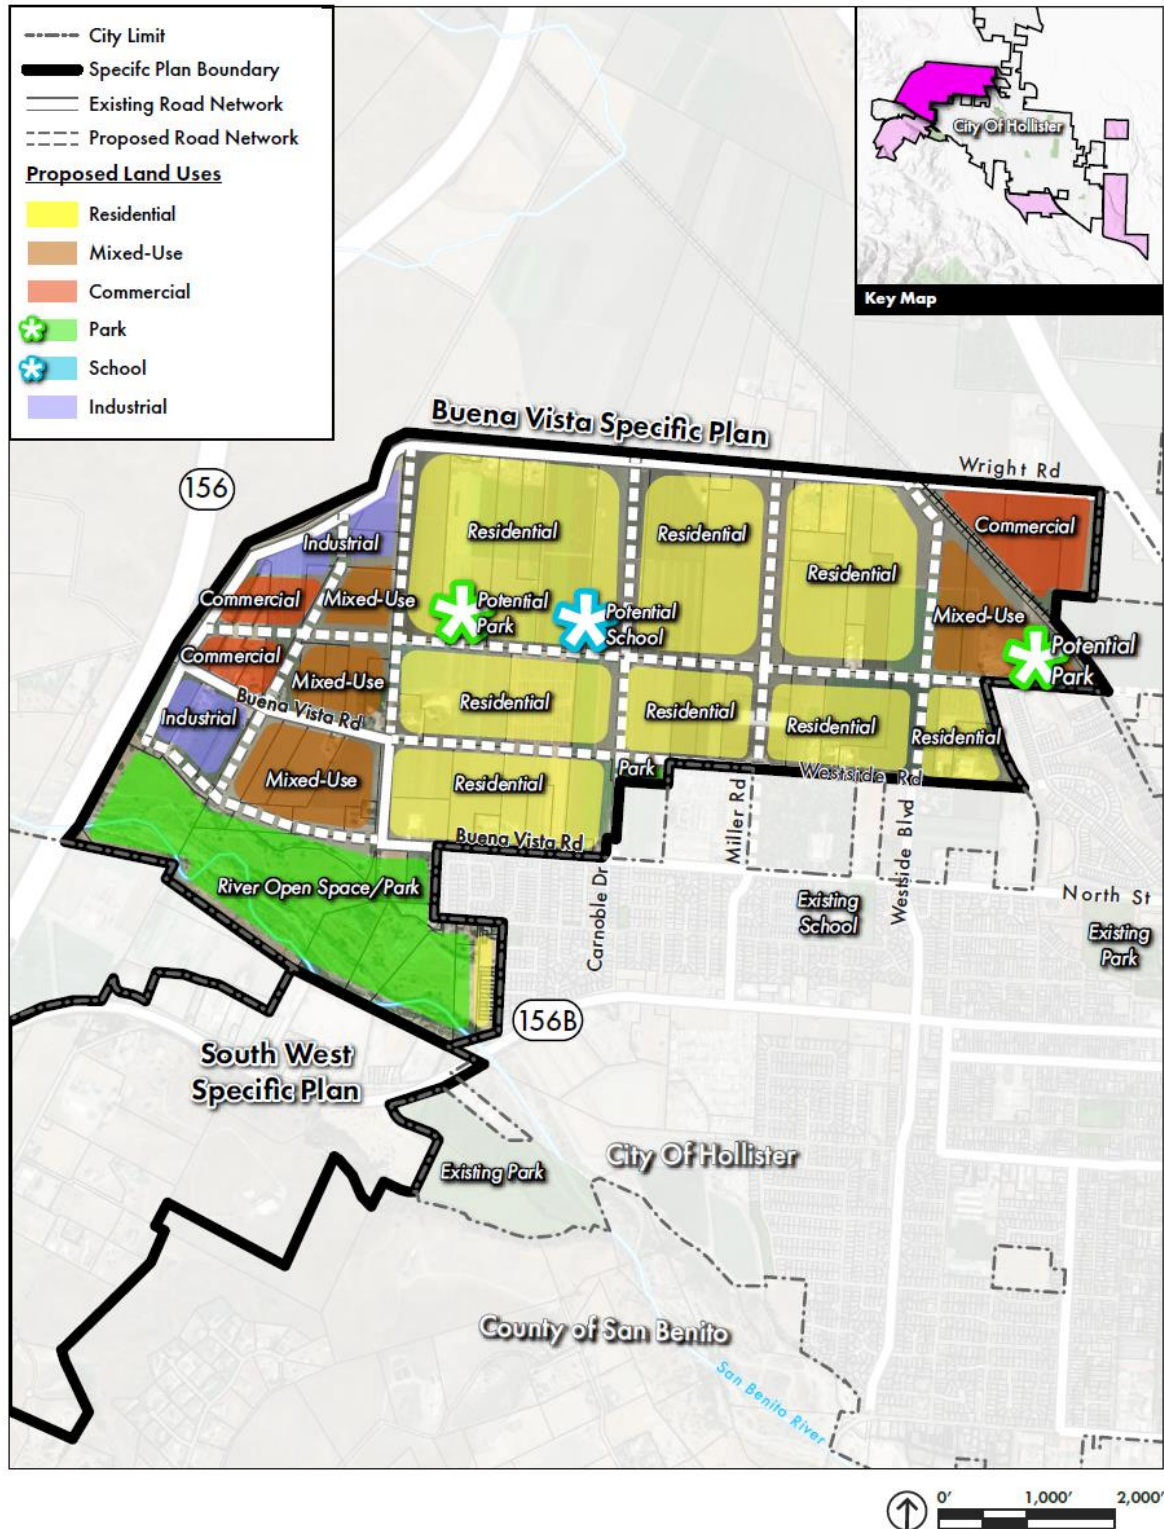 City Limit
Specifc Plan Boundary
Existing Road Network
Proposed Road Network
Proposed Land Uses
Residential
Mixed-Use
Commercial
Park
School
Industrial
City Of Hollister
Key Map
Buena Vista Specific Plan
Wright Rd
156
Industrial
Residential
Residential
Residential
Commercial
Commercial
Mixed-Use
Potential
Park
Potential
School
Mixed-Use
Potential
Park
Commercial
Mixed-Use
Buena Vista Rd
Industrial
Residential
Residential
Residential
Residential
Mixed-Use
Residential
Park
Westside Rd
Buena Vista Rd
Miller Rd
Westside Blvd
River Open Space/Park
Carnoble Dr
Existing
School
North St
Existing
Park
156B
South West
Specific Plan
Existing Park
City Of Hollister
County of San Benito
San Benito River
0' 1,000' 2,000'